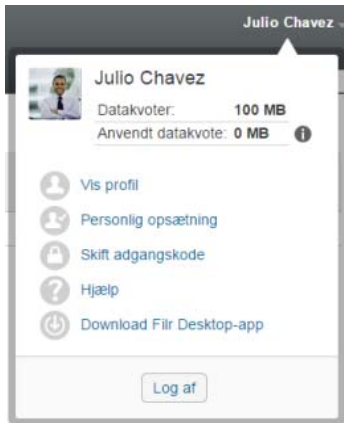 Julio Chavez
Julio Chavez
Datakvoter: 100 MB
Anvendt datakvote: 0 MB
Vis profil
Personlig opsætning
Skift adgangskode
Hjælp
Download Filr Desktop-app
Log af